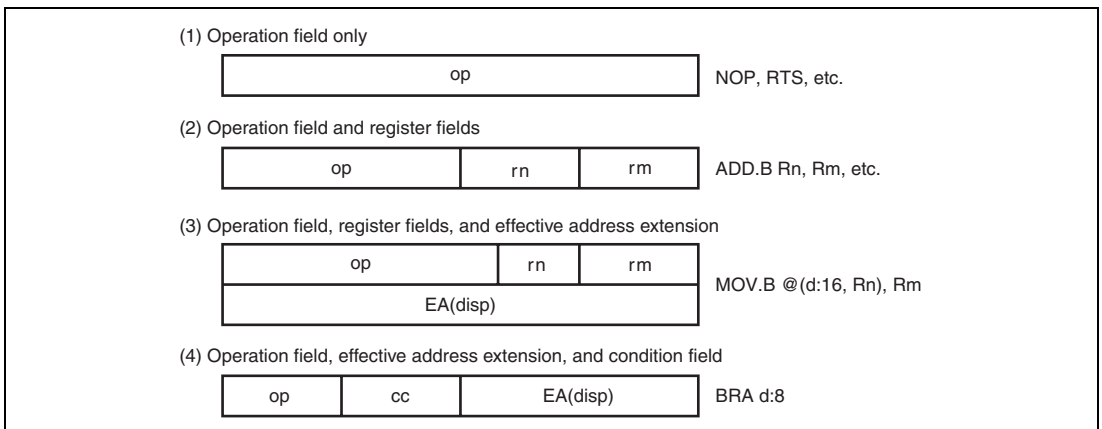 (1) Operation field only
op
NOP, RTS, etc.
(2) Operation field and register fields
op rn rm
ADD.B Rn, Rm, etc.
(3) Operation field, register fields, and effective address extension
op rn rm
MOV.B @(d:16, Rn), Rm
EA(disp)
(4) Operation field, effective address extension, and condition field
op cc EA(disp)
BRA d:8